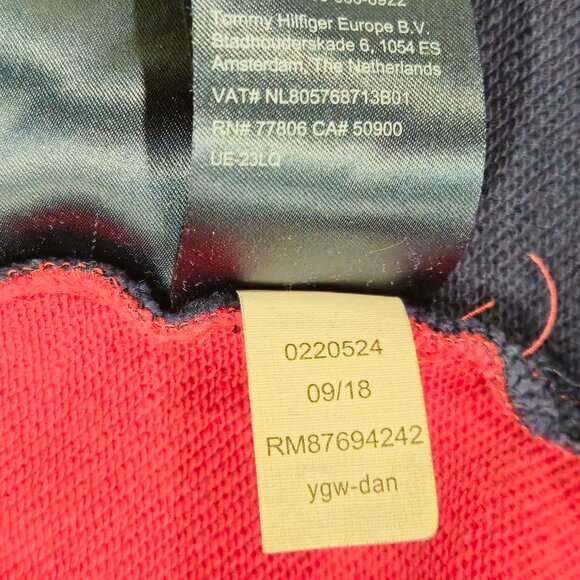 Tommy Hilfiger Europe B.V.
Stadhouderskade 6, 1054 ES
Amsterdam, The Netherlands
VAT# NL805768713B01
RN# 77806 CA# 50900
UE-23LQ
0220524
09/18
RM87694242
ygw-dan